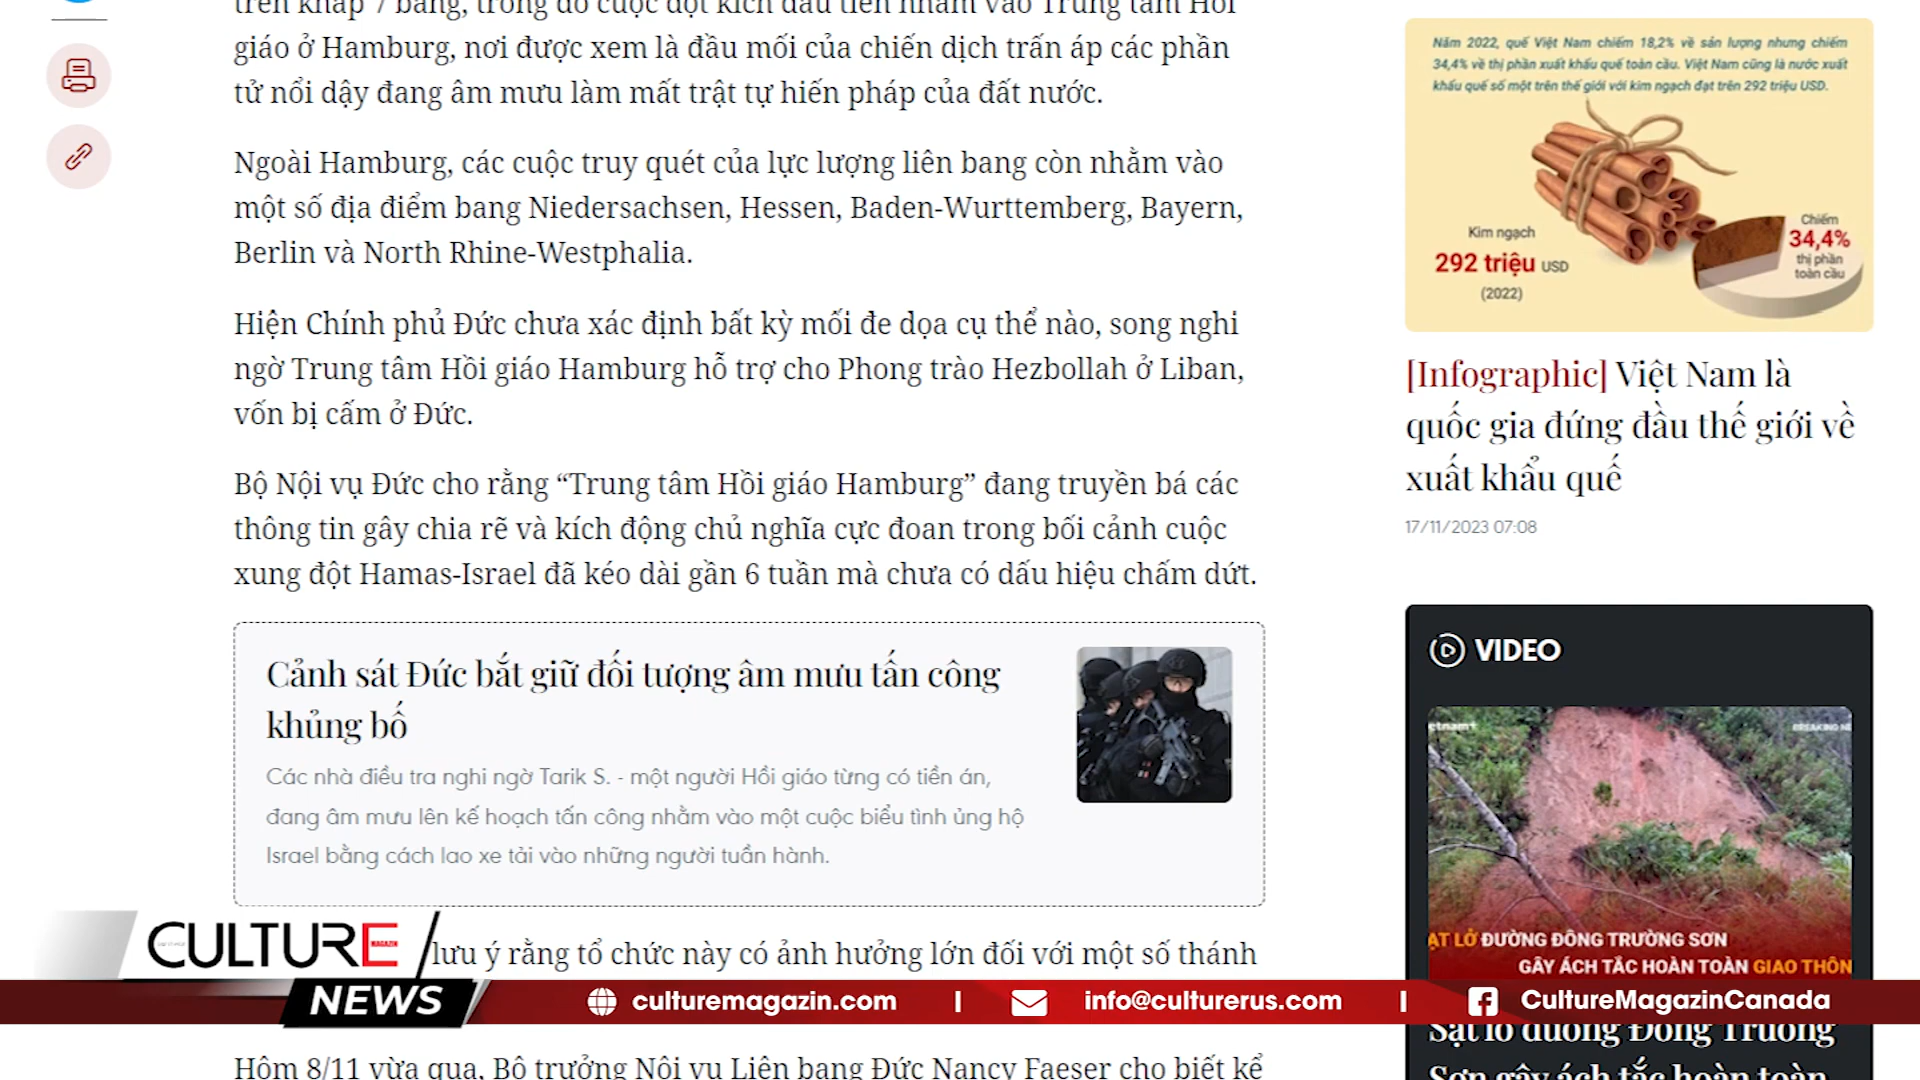 trên khắp 7 bang, trong đó cuộc đột kích đầu tiên nhằm vào Trung tâm Hồi
giáo ở Hamburg, nơi được xem là đầu mối của chiến dịch trấn áp các phần
tử nổi dậy đang âm mưu làm mất trật tự hiến pháp của đất nước.
Ngoài Hamburg, các cuộc truy quét của lực lượng liên bang còn nhằm vào
một số địa điểm bang Niedersachsen, Hessen, Baden-Wurttemberg, Bayern,
Berlin và North Rhine-Westphalia.
Hiện Chính phủ Đức chưa xác định bất kỳ mối đe dọa cụ thể nào, song nghi
ngờ Trung tâm Hồi giáo Hamburg hỗ trợ cho Phong trào Hezbollah ở Liban,
vốn bị cấm ở Đức.
Bộ Nội vụ Đức cho rằng “Trung tâm Hồi giáo Hamburg” đang truyền bá các
thông tin gây chia rẽ và kích động chủ nghĩa cực đoan trong bối cảnh cuộc
xung đột Hamas-Israel đã kéo dài gần 6 tuần mà chưa có dấu hiệu chấm dứt.
Cảnh sát Đức bắt giữ đối tượng âm mưu tấn công
khủng bố
Các nhà điều tra nghi ngờ Tarik S. - một người Hồi giáo từng có tiền án,
đang âm mưu lên kế hoạch tấn công nhằm vào một cuộc biểu tình ủng hộ
Israel bằng cách lao xe tải vào những người tuần hành.
lưu ý rằng tổ chức này có ảnh hưởng lớn đối với một số thánh
Hôm 8/11 vừa qua, Bộ trưởng Nội vụ Liên bang Đức Nancy Faeser cho biết kể
Năm 2022, quế Việt Nam chiếm 18,2% về sản lượng nhưng chiếm
34,4% về thị phần xuất khẩu quế toàn cầu. Việt Nam cũng là nước xuất
khẩu quế số một trên thế giới với kim ngạch đạt trên 292 triệu USD.
Kim ngạch
292 triệu USD
(2022)
Chiếm
34,4%
thị phần
toàn cầu
[Infographic] Việt Nam là
quốc gia đứng đầu thế giới về
xuất khẩu quế
17/11/2023 07:08
VIDEO
etnam+
BREAKING NE
ẠT LỞ ĐƯỜNG ĐÔNG TRƯỜNG SƠN
GÂY ÁCH TẮC HOÀN TOÀN GIAO THÔN
Sạt lở đường Đông Trường
Sơn gây ách tắc hoàn toàn
CULTURE
MAGAZIN
NEWS
culturemagazin.com | info@culturerus.com | CultureMagazinCanada